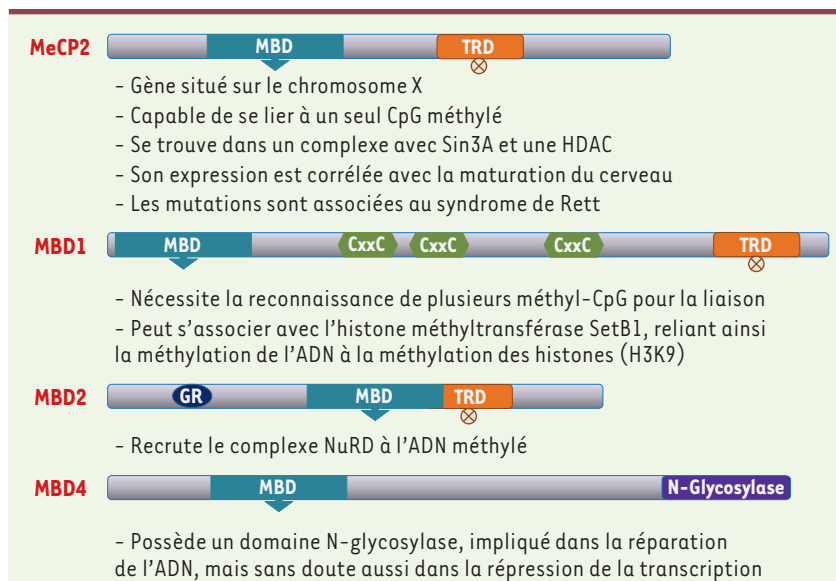 MeCP2 MBD TRD
– Gène situé sur le chromosome X
– Capable de se lier à un seul CpG méthylé
– Se trouve dans un complexe avec Sin3A et une HDAC
– Son expression est corrélée avec la maturation du cerveau
– Les mutations sont associées au syndrome de Rett
MBD1 MBD CxxC CxxC CxxC TRD
– Nécessite la reconnaissance de plusieurs méthyl-CpG pour la liaison
– Peut s’associer avec l’histone méthyltransférase SetB1, reliant ainsi
la méthylation de l’ADN à la méthylation des histones (H3K9)
MBD2 GR MBD TRD
– Recrute le complexe NuRD à l’ADN méthylé
MBD4 MBD N-Glycosylase
– Possède un domaine N-glycosylase, impliqué dans la réparation
de l’ADN, mais sans doute aussi dans la répression de la transcription